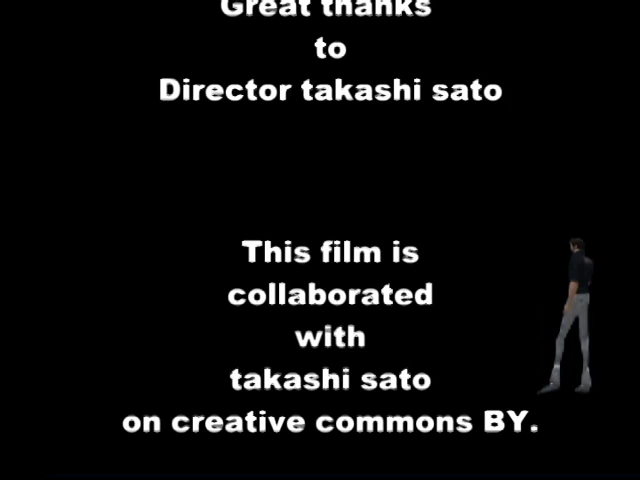 Great thanks
to
Director takashi sato
This film is
collaborated
with
takashi sato
on creative commons BY.